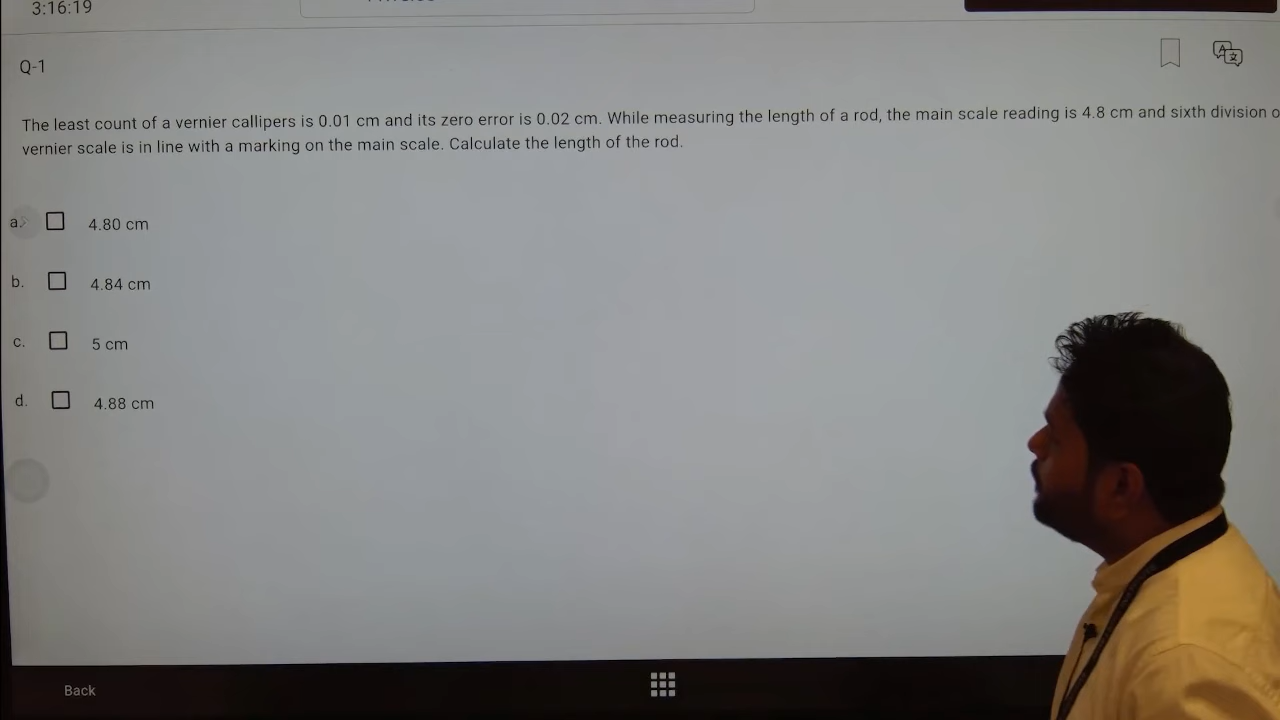 3:16:19
Q-1
The least count of a vernier callipers is 0.01 cm and its zero error is 0.02 cm. While measuring the length of a rod, the main scale reading is 4.8 cm and sixth division
vernier scale is in line with a marking on the main scale. Calculate the length of the rod.
a.
4.80 cm
b.
4.84 cm
c.
5 cm
d.
4.88 cm
Back